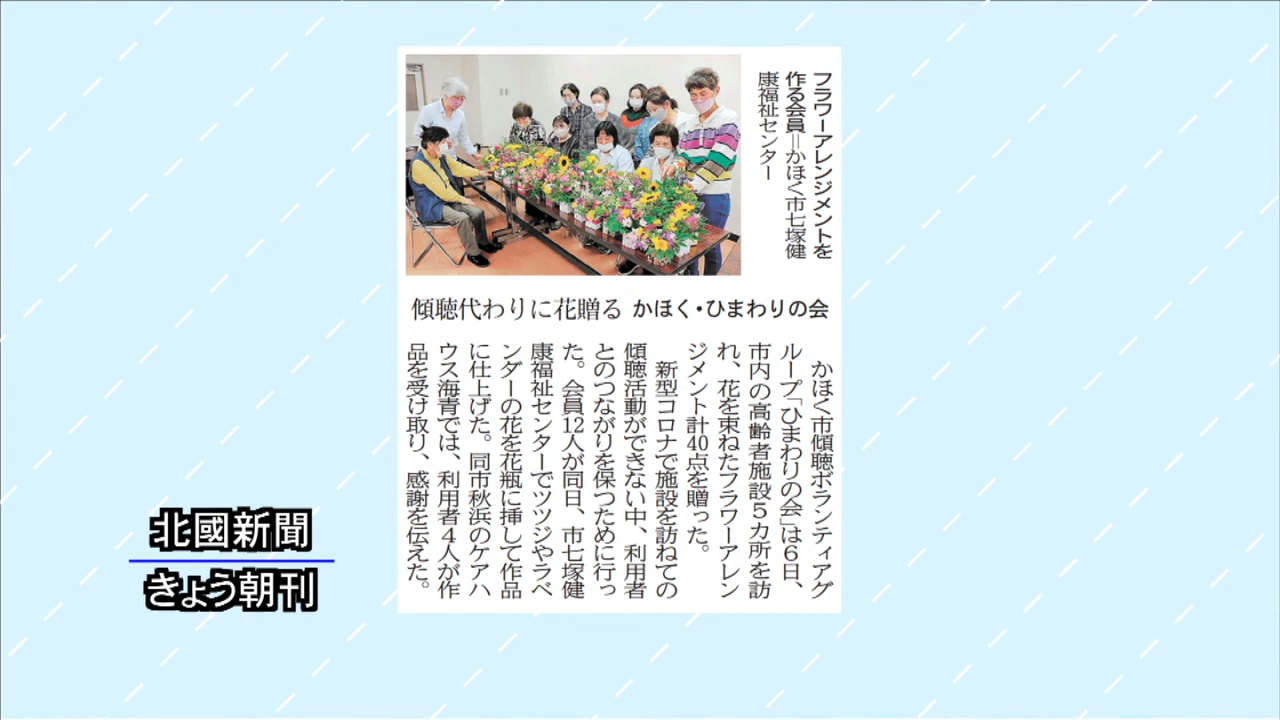 フラワーアレンジメントを
作る会員＝かほく市七塚健
康福祉センター
傾聴代わりに花贈る かほく・ひまわりの会
かほく市傾聴ボランティアグ
ループ「ひまわりの会」は６日、
市内の高齢者施設５カ所を訪
れ、花を束ねたフラワーアレン
ジメント計40点を贈った。
新型コロナで施設を訪ねての
傾聴活動ができない中、利用者
とのつながりを保つために行っ
た。会員12人が同日、市七塚健
康福祉センターでツツジやラベ
ンダーの花を花瓶に挿して作品
に仕上げた。同市秋浜のケアハ
ウス海青では、利用者４人が作
品を受け取り、感謝を伝えた。
北國新聞
きょう朝刊